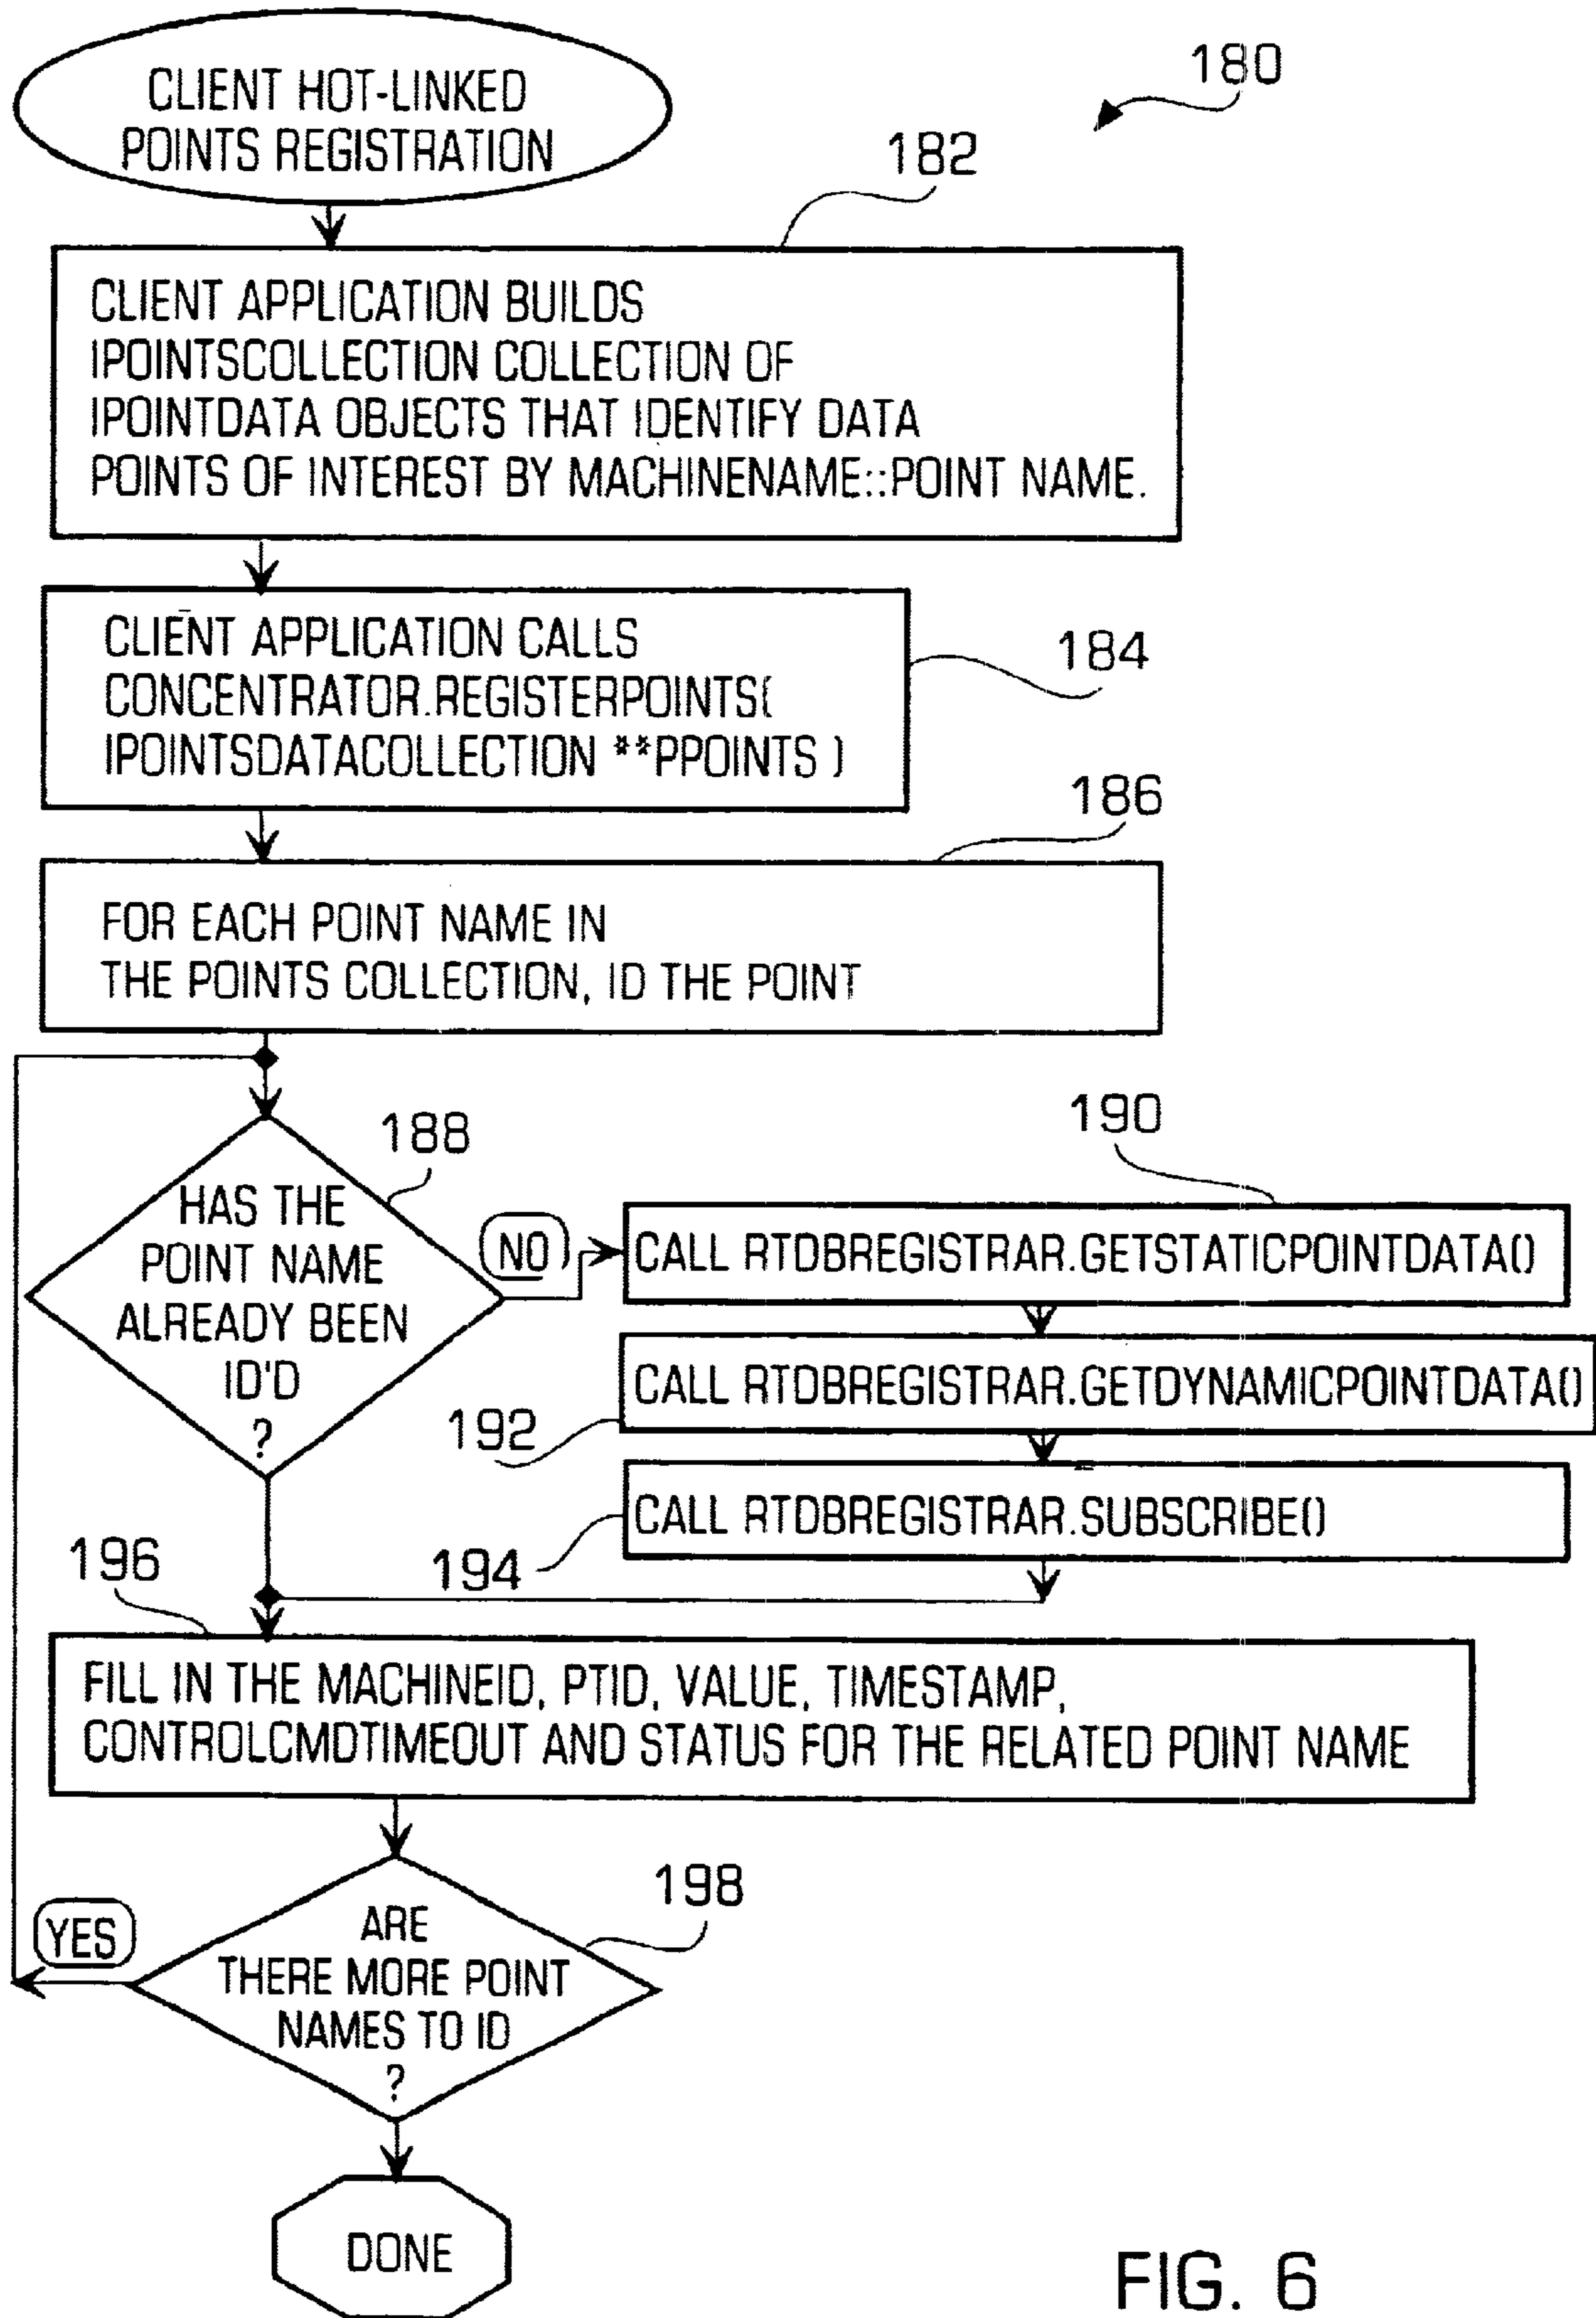 CLIENT HOT-LINKED
POINTS REGISTRATION
180
182
CLIENT APPLICATION BUILDS
IPOINTSCOLLECTION COLLECTION OF
IPOINTDATA OBJECTS THAT IDENTIFY DATA
POINTS OF INTEREST BY MACHINENAME::POINT NAME.
CLIENT APPLICATION CALLS
CONCENTRATOR.REGISTERPOINTS(
IPOINTSDATACOLLECTION **PPOINTS )
184
186
FOR EACH POINT NAME IN
THE POINTS COLLECTION, ID THE POINT
188
HAS THE
POINT NAME
ALREADY BEEN
ID'D
?
NO
190
CALL RTDBREGISTRAR.GETSTATICPOINTDATA()
CALL RTDBREGISTRAR.GETDYNAMICPOINTDATA()
192
CALL RTDBREGISTRAR.SUBSCRIBE()
194
196
FILL IN THE MACHINEID, PTID, VALUE, TIMESTAMP,
CONTROLCMDTIMEOUT AND STATUS FOR THE RELATED POINT NAME
198
YES
ARE
THERE MORE POINT
NAMES TO ID
?
DONE
FIG. 6